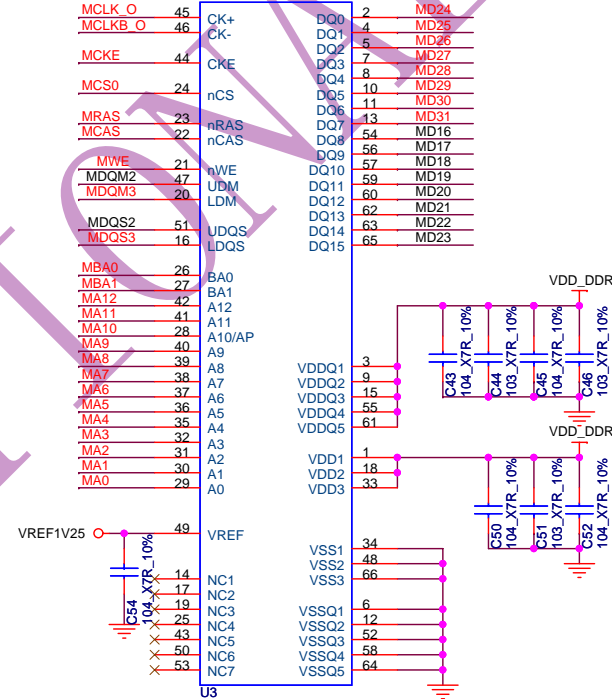 MCLK_O 45 CK+ DQ0 2 MD24
MCLKB_O 46 CK- DQ1 4 MD25
DQ2 5 MD26
MCKE 44 CKE DQ3 7 MD27
DQ4 8 MD28
MCS0 24 nCS DQ5 10 MD29
DQ6 11 MD30
MRAS 23 nRAS DQ7 13 MD31
MCAS 22 nCAS DQ8 54 MD16
DQ9 56 MD17
MWE 21 nWE DQ10 57 MD18
MDQM2 47 UDM DQ11 59 MD19
MDQM3 20 LDM DQ12 60 MD20
DQ13 62 MD21
MDQS2 51 UDQS DQ14 63 MD22
MDQS3 16 LDQS DQ15 65 MD23
MBA0 26 BA0
MBA1 27 BA1
MA12 42 A12
MA11 41 A11
MA10 28 A10/AP
MA9 40 A9
MA8 39 A8
MA7 38 A7
MA6 37 A6
MA5 36 A5
MA4 35 A4
MA3 32 A3
MA2 31 A2
MA1 30 A1
MA0 29 A0
VDD_DDR
VDDQ1 3
VDDQ2 9
VDDQ3 15
VDDQ4 55
VDDQ5 61
C43 104_X7R_10%
C44 103_X7R_10%
C45 104_X7R_10%
C46 103_X7R_10%
VDD_DDR
VDD1 1
VDD2 18
VDD3 33
C50 104_X7R_10%
C51 103_X7R_10%
C52 104_X7R_10%
VREF1V25 49 VREF
C54 104_X7R_10%
VSS1 34
VSS2 48
VSS3 66
14 NC1
17 NC2
19 NC3
25 NC4
43 NC5
50 NC6
53 NC7
VSSQ1 6
VSSQ2 12
VSSQ3 52
VSSQ4 58
VSSQ5 64
U3